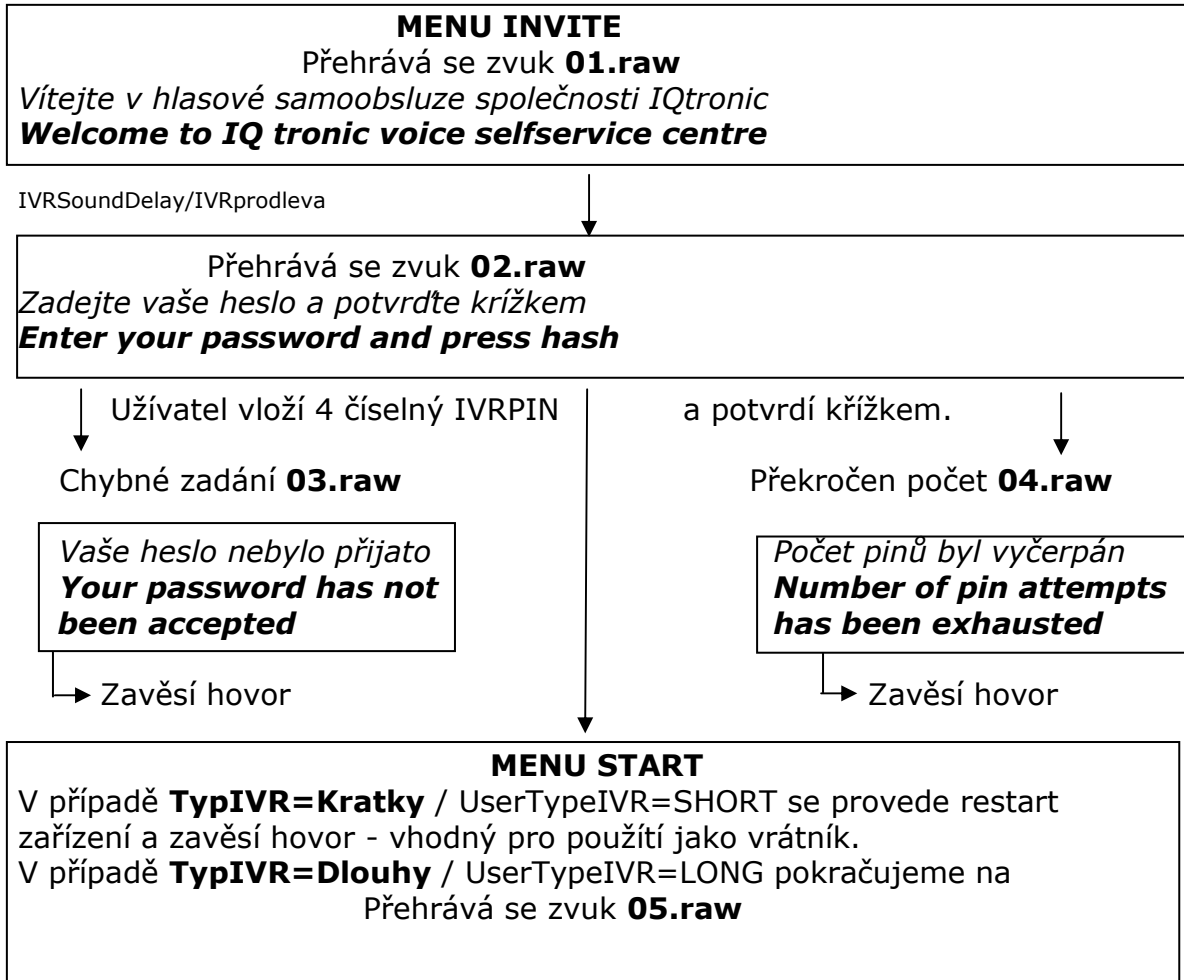 MENU INVITE
Přehrává se zvuk 01.raw
Vítejte v hlasové samoobsluze společnosti IQtronic
Welcome to IQ tronic voice selfservice centre
IVRSoundDelay/IVRprodleva
Přehrává se zvuk 02.raw
Zadejte vaše heslo a potvrďte krížkem
Enter your password and press hash
Užívatel vloží 4 číselný IVRPIN a potvrdí křížkem.
Chybné zadání 03.raw
Překročen počet 04.raw
Vaše heslo nebylo přijato
Your password has not
been accepted
Počet pinů byl vyčerpán
Number of pin attempts
has been exhausted
Zavěsí hovor
Zavěsí hovor
MENU START
V případě TypIVR=Kratky / UserTypeIVR=SHORT se provede restart
zařízení a zavěsí hovor - vhodný pro použítí jako vrátník.
V případě TypIVR=Dlouhy / UserTypeIVR=LONG pokračujeme na
Přehrává se zvuk 05.raw